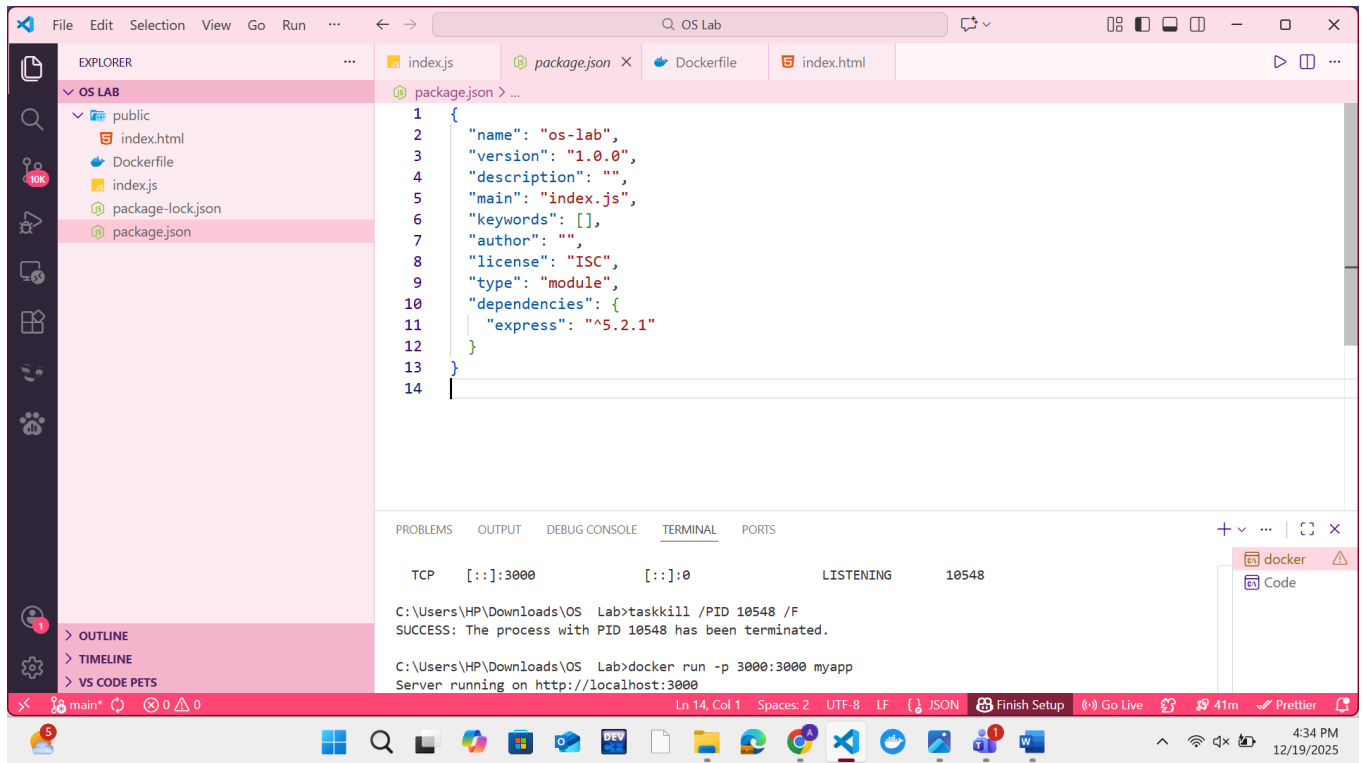 File Edit Selection View Go Run ··· OS Lab
EXPLORER ···
OS LAB
public
index.html
Dockerfile
index.js
package-lock.json
package.json
OUTLINE
TIMELINE
VS CODE PETS
10K
1
index.js package.json Dockerfile index.html ···
package.json > ...
1 {
2 "name": "os-lab",
3 "version": "1.0.0",
4 "description": "",
5 "main": "index.js",
6 "keywords": [],
7 "author": "",
8 "license": "ISC",
9 "type": "module",
10 "dependencies": {
11 "express": "^5.2.1"
12 }
13 }
14
PROBLEMS OUTPUT DEBUG CONSOLE TERMINAL PORTS
TCP [::]:3000 [::]:0 LISTENING 10548
C:\Users\HP\Downloads\OS Lab>taskkill /PID 10548 /F
SUCCESS: The process with PID 10548 has been terminated.
C:\Users\HP\Downloads\OS Lab>docker run -p 3000:3000 myapp
Server running on http://localhost:3000
docker
Code
main* 0 0 Ln 14, Col 1 Spaces: 2 UTF-8 LF JSON Finish Setup Go Live 41m Prettier
5 DEV C++ A 1 4:34 PM
12/19/2025